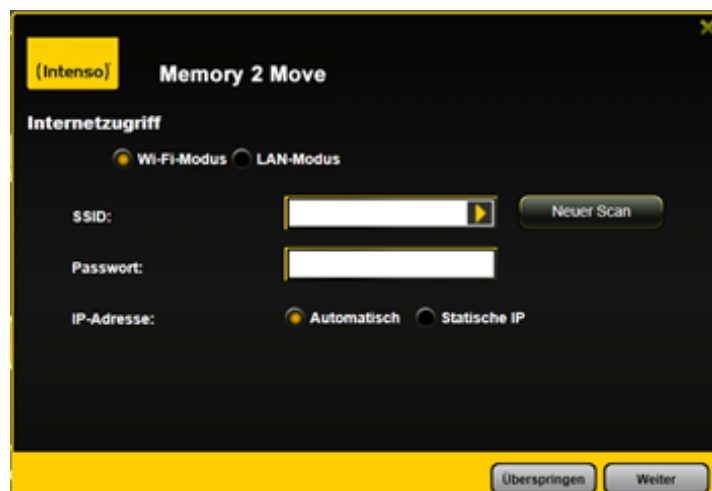 (Intenso)
Memory 2 Move
Internetzugriff
Wi-Fi-Modus LAN-Modus
SSID: Neuer Scan
Passwort:
IP-Adresse: Automatisch Statische IP
Überspringen Weiter